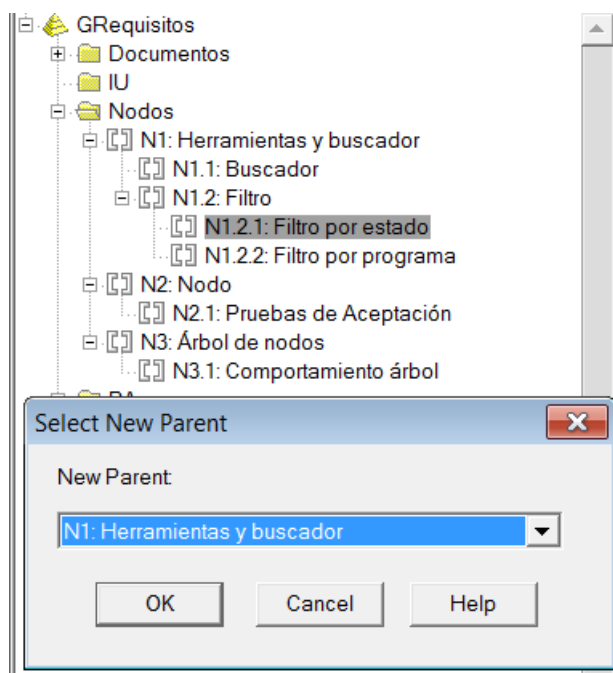 GRequisitos
Documentos
IU
Nodos
N1: Herramientas y buscador
N1.1: Buscador
N1.2: Filtro
N1.2.1: Filtro por estado
N1.2.2: Filtro por programa
N2: Nodo
N2.1: Pruebas de Aceptación
N3: Árbol de nodos
N3.1: Comportamiento árbol
Select New Parent
New Parent:
N1: Herramientas y buscador
OK Cancel Help